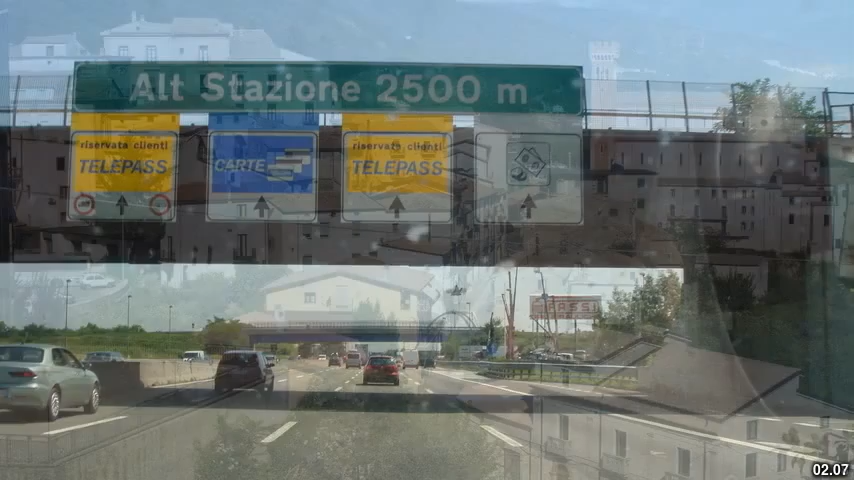 Alt Stazione 2500 m
riservata clienti
TELEPASS
CARTE
riservata clienti
TELEPASS
02.07